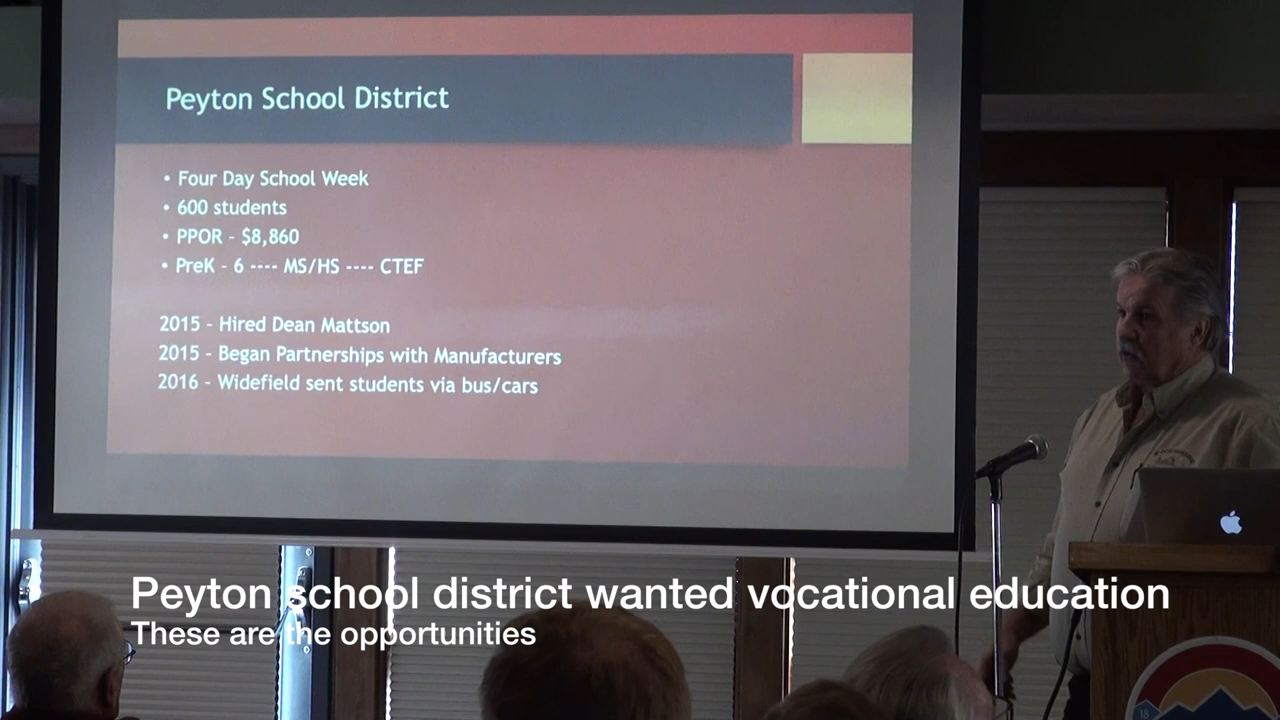 Peyton School District
• Four Day School Week
• 600 students
• PPOR - $8,860
• PreK - 6 ---- MS/HS ---- CTEF
2015 - Hired Dean Mattson
2015 - Began Partnerships with Manufacturers
2016 - Widefield sent students via bus/cars
Peyton school district wanted vocational education
These are the opportunities